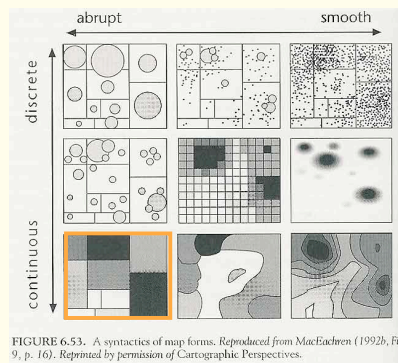 abrupt smooth
discrete
continuous
FIGURE 6.53. A syntactics of map forms. Reproduced from MacEachren (1992b, Fi
9, p. 16). Reprinted by permission of Cartographic Perspectives.